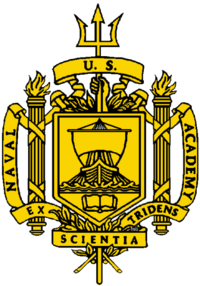 U. S.
NAVAL ACADEMY
EX SCIENTIA TRIDENS